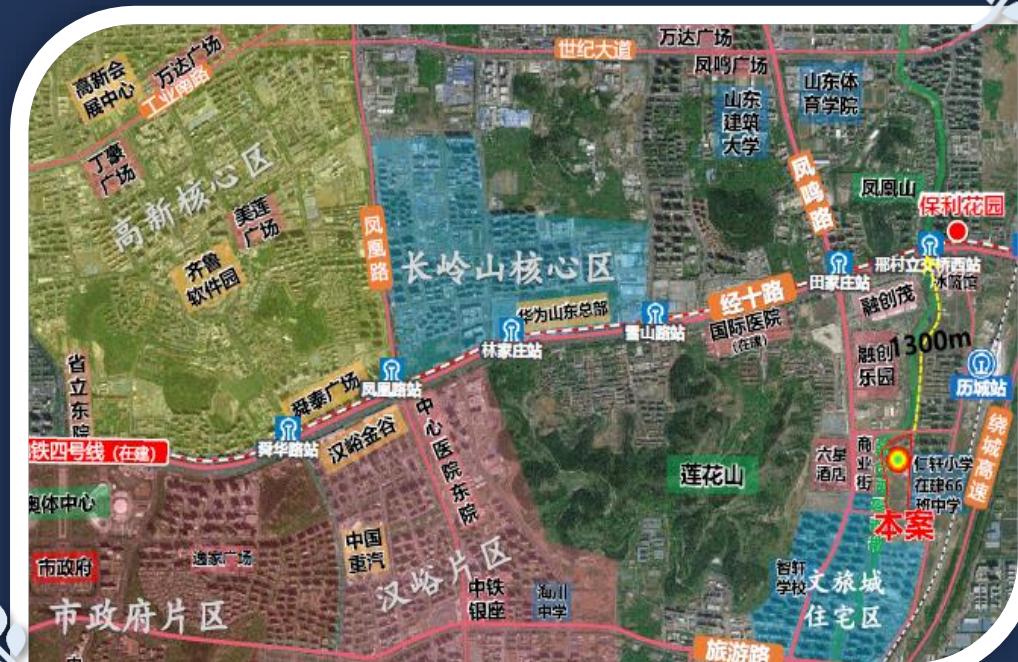 世纪大道
万达广场
凤鸣广场
高新会
展中心
万达广场
工业南路
山东
建筑
大学
山东体
育学院
丁豪
广场
高新核心区
美莲
广场
齐鲁
软件园
凤凰路
长岭山核心区
凤鸣路
凤凰山
保利花园
邢村立交桥西站
冰篮馆
田家庄站
融创茂
经十路
华为山东总部
雪山路站
国际医院
(在建)
林家庄站
1300m
融创
乐园
历城站
绕城高速
省立东院
舜泰广场
凤凰路站
舜华路站
汉峪金谷
中心医院东院
铁四号线(在建)
奥体中心
市政府
逸家广场
中国
重汽
市政府片区
汉峪片区
中铁
银座
海川
中学
莲花山
六星
酒店
商业街
仁轩小学
在建66
班中学
本案
智轩
学校
文旅城
住宅区
旅游路